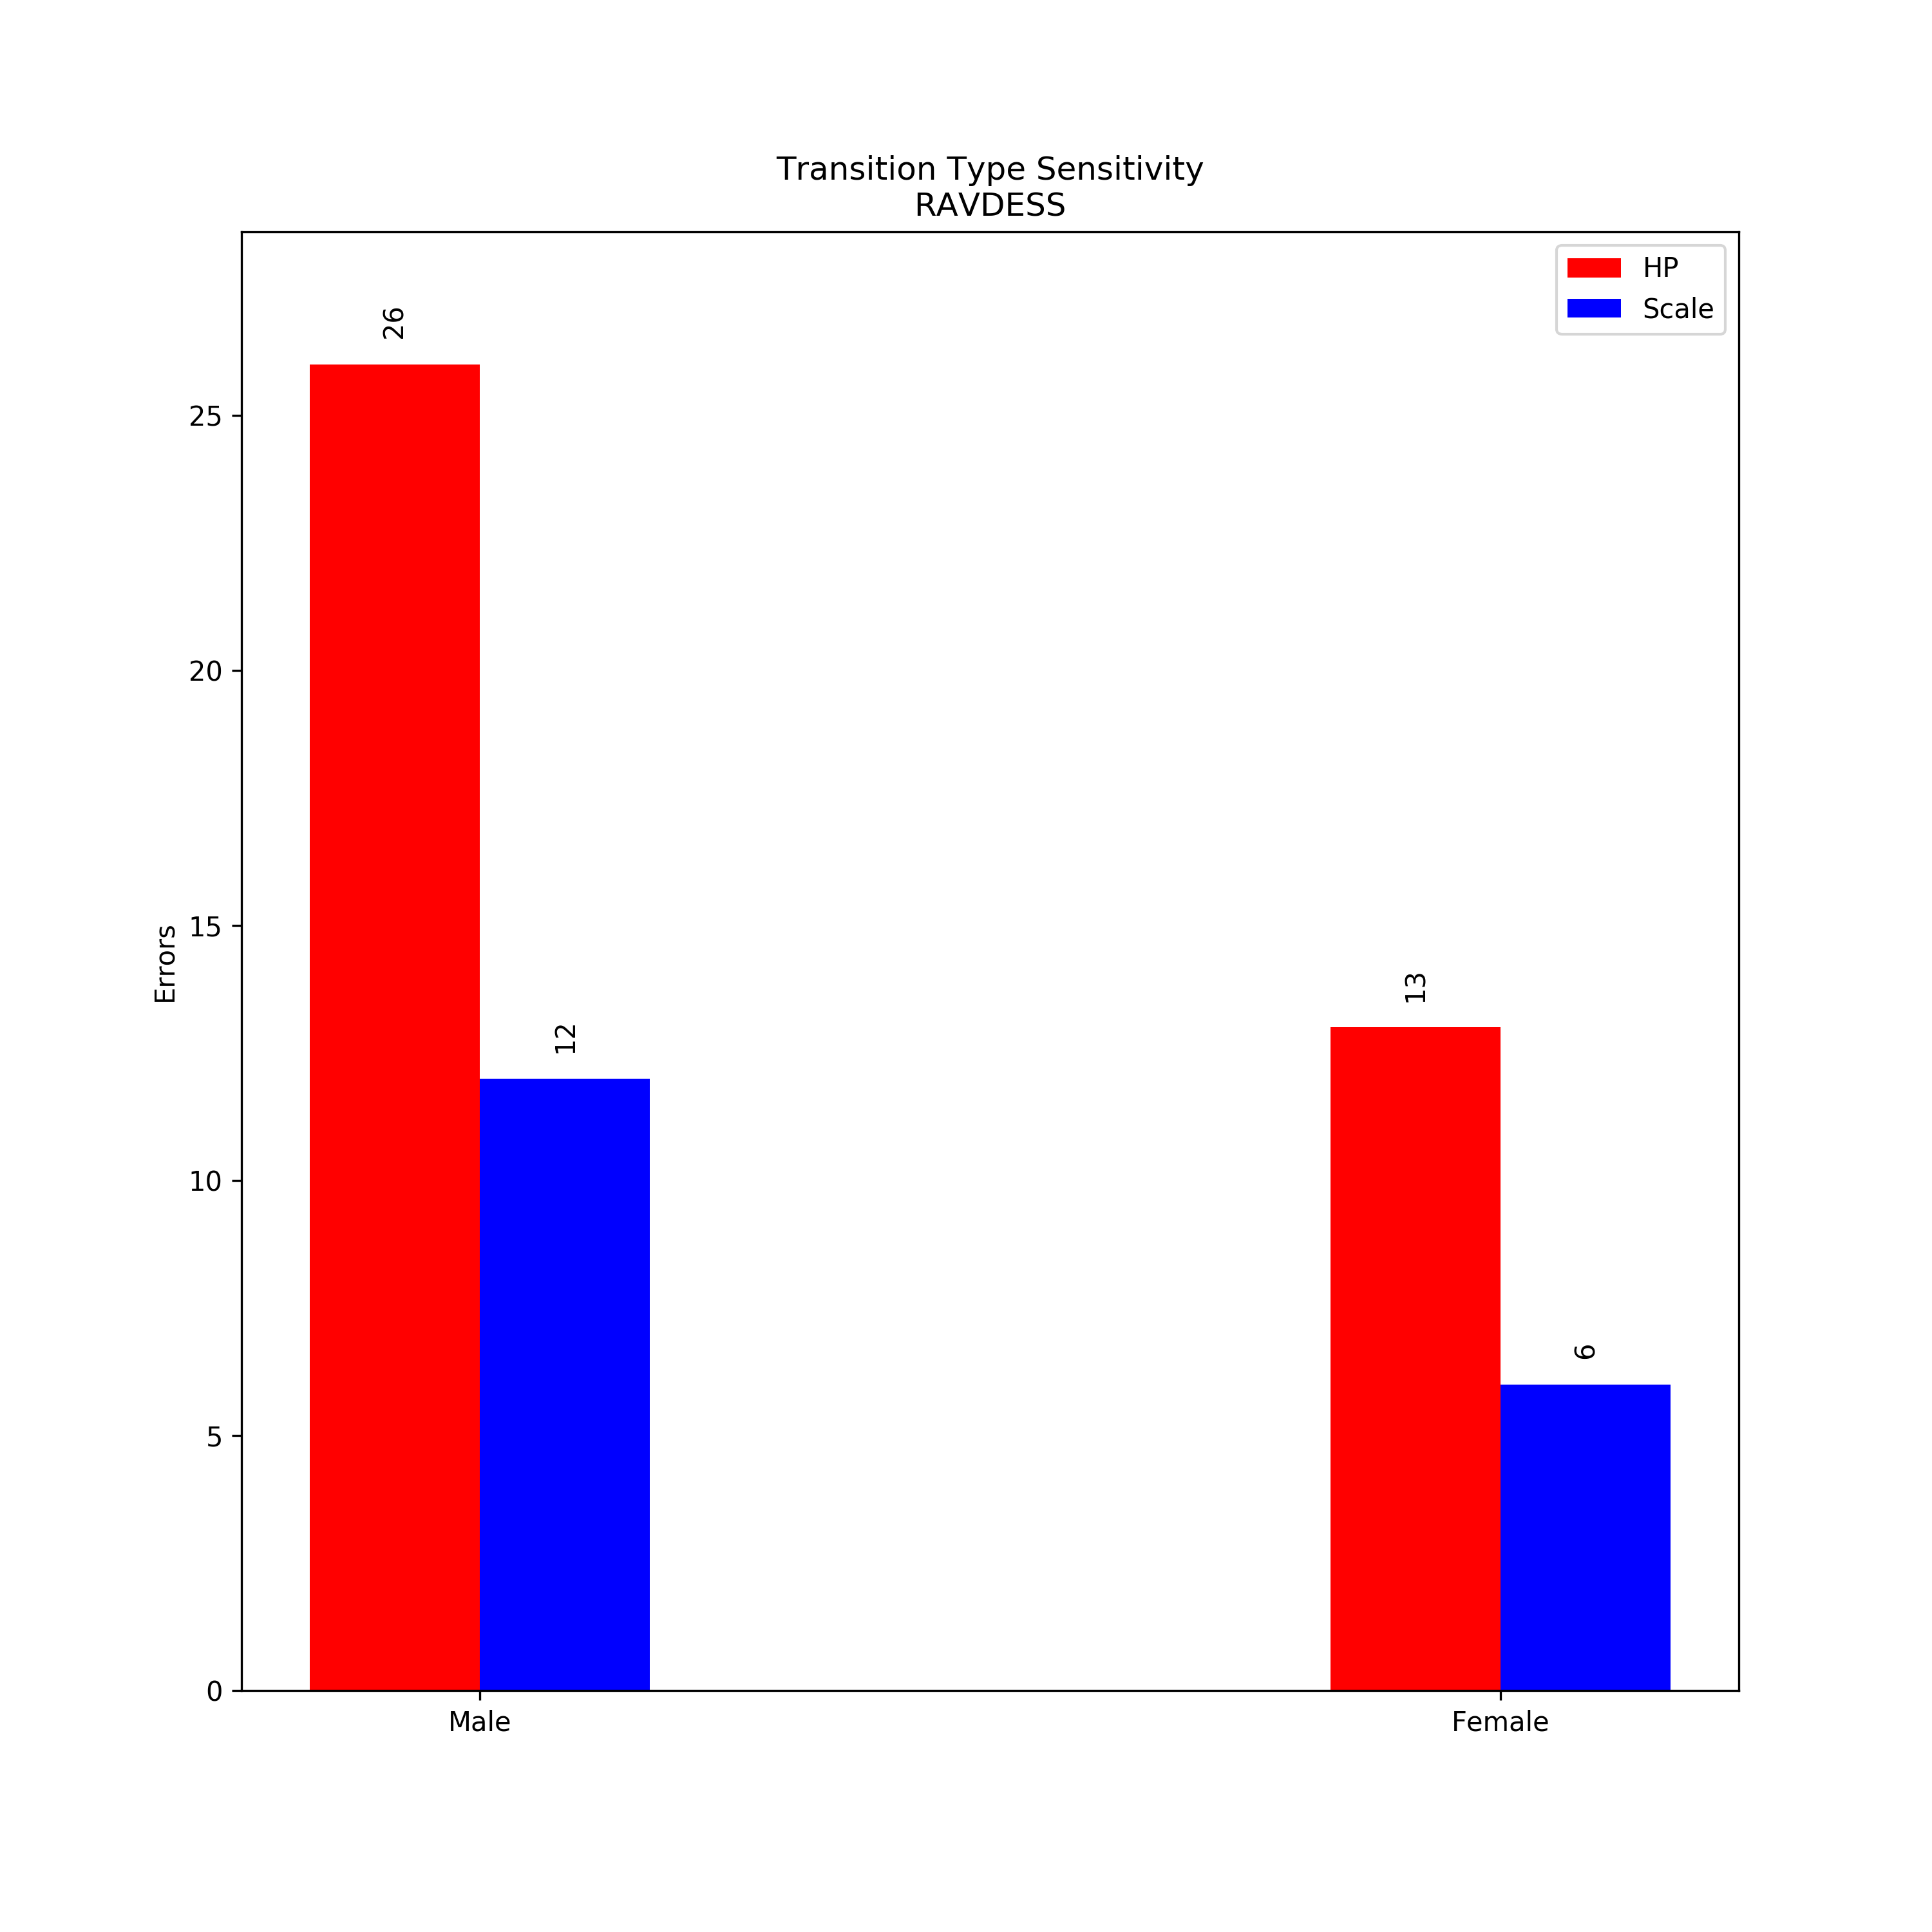 Transition Type Sensitivity
RAVDESS
HP
Scale
26
12
13
6
25
20
15
10
5
0
Errors
Male
Female